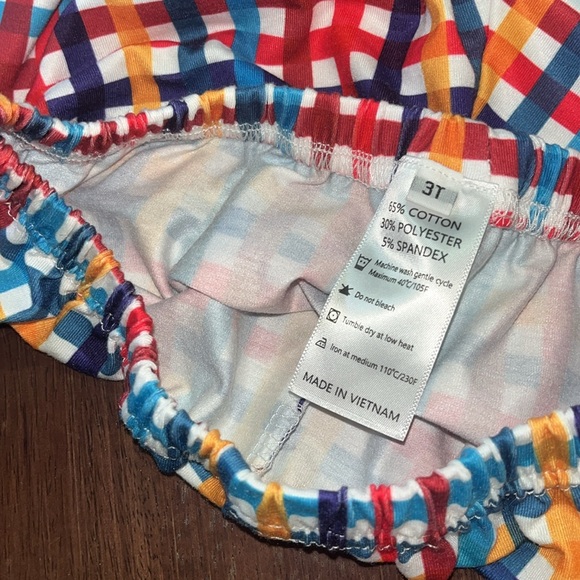 3T
65% COTTON
30% POLYESTER
5% SPANDEX
Machine wash gentle cycle
Maximum 40°C/105F
Do not bleach
Tumble dry at low heat
Iron at medium 110°C/230F
MADE IN VIETNAM